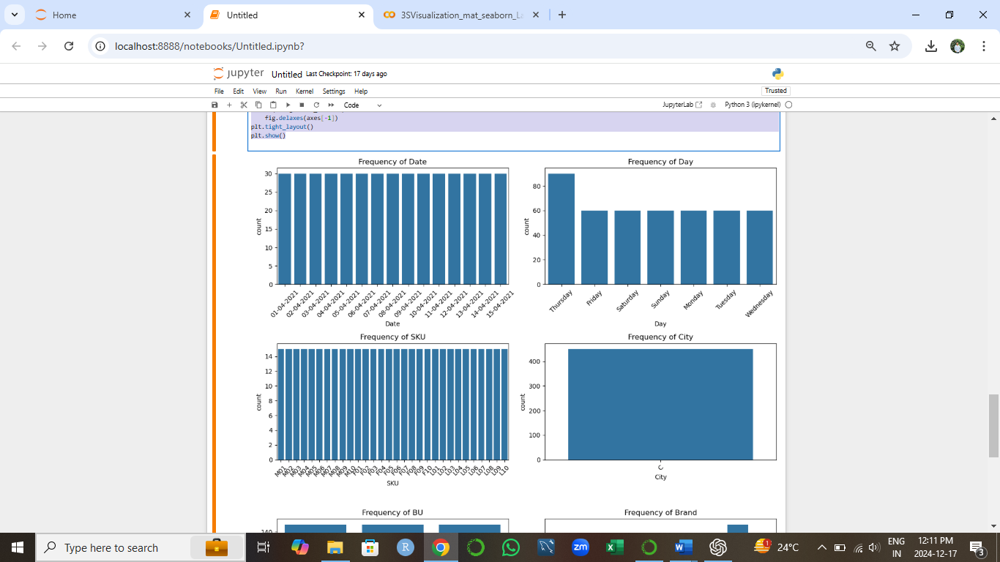 Home
Untitled
3SVisualization_mat_seaborn_La
localhost:8888/notebooks/Untitled.ipynb?
jupyter Untitled Last Checkpoint: 17 days ago
File Edit View Run Kernel Settings Help
Trusted
Code
JupyterLab
Python 3 (ipykernel)
fig.delaxes(axes[-1])
plt.tight_layout()
plt.show()
Frequency of Date
30
25
20
15
10
5
0
count
01-04-2021 02-04-2021 03-04-2021 04-04-2021 05-04-2021 06-04-2021 07-04-2021 08-04-2021 09-04-2021 10-04-2021 11-04-2021 12-04-2021 13-04-2021 14-04-2021 15-04-2021
Date
Frequency of Day
80
60
40
20
0
count
Thursday Friday Saturday Sunday Monday Tuesday Wednesday
Day
Frequency of SKU
14
12
10
8
6
4
2
0
count
M01 M02 M03 M04 M05 M06 M07 M08 M09 M10 F01 F02 F03 F04 F05 F06 F07 F08 F09 F10 L01 L02 L03 L04 L05 L06 L07 L08 L09 L10
SKU
Frequency of City
400
300
200
100
0
count
C
City
Frequency of BU
140
Frequency of Brand
Type here to search
R
zm
W
1
24°C
ENG
IN
12:11 PM
2024-12-17
3